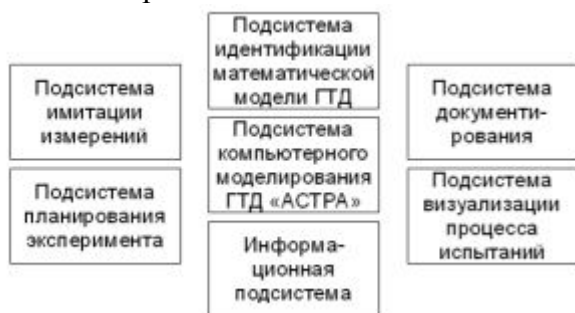 Подсистема
имитации
измерений
Подсистема
планирования
эксперимента
Подсистема
идентификации
математической
модели ГТД
Подсистема
компьютерного
моделирования
ГТД «АСТРА»
Информа-
ционная
подсистема
Подсистема
документи-
рования
Подсистема
визуализации
процесса
испытаний